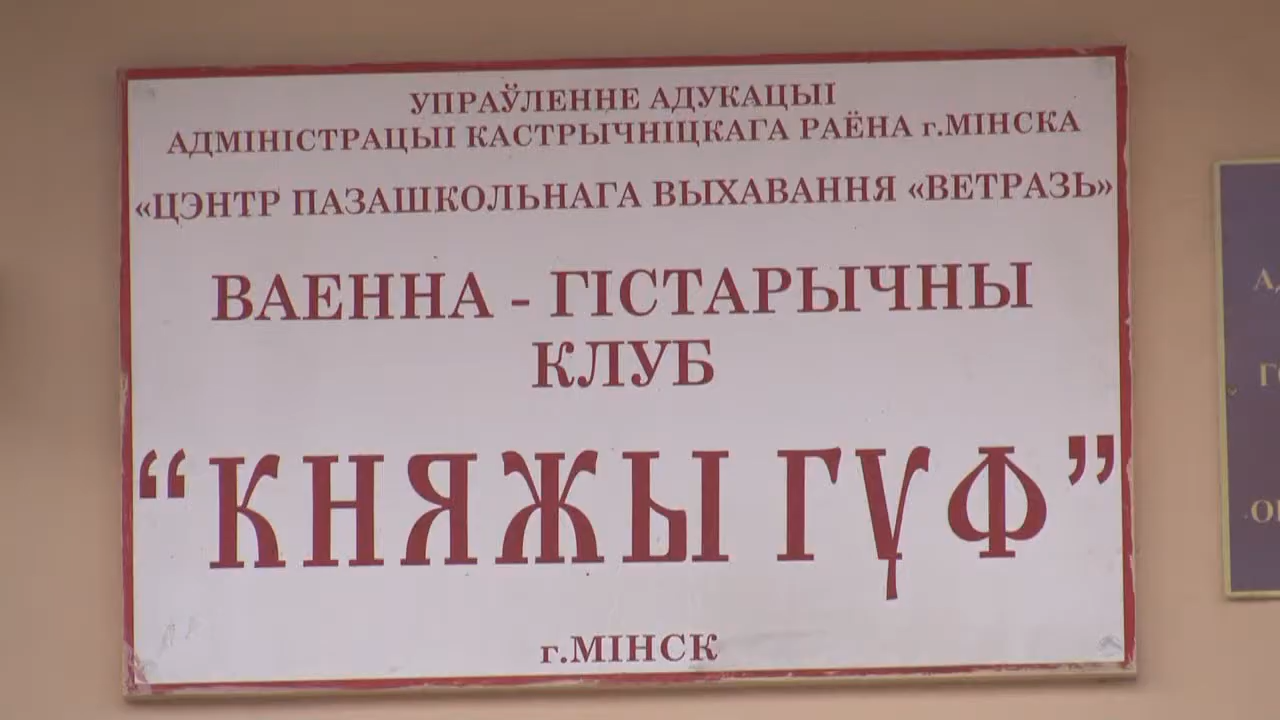 УПРАЎЛЕННЕ АДУКАЦЫІ
АДМІНІСТРАЦЫІ КАСТРЫЧНІЦКАГА РАЁНА г.МІНСКА
«ЦЭНТР ПАЗАШКОЛЬНАГА ВЫХАВАННЯ «ВЕТРАЗЬ»
ВАЕННА - ГІСТАРЫЧНЫ
КЛУБ
“КНЯЖЫ ГУФ”
г.МІНСК